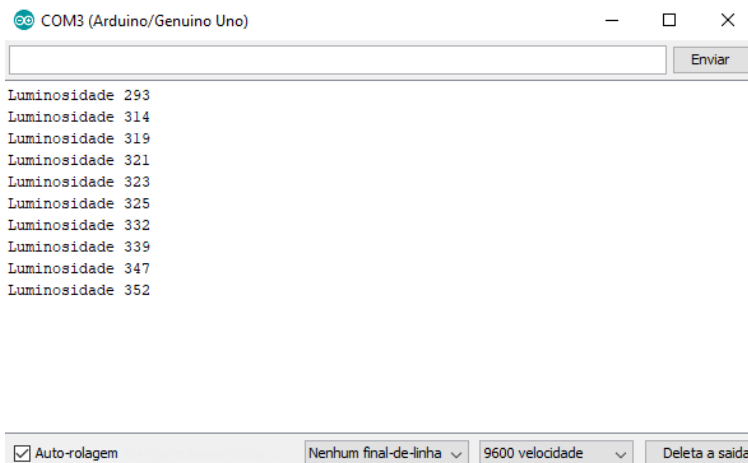 COM3 (Arduino/Genuino Uno)
Enviar
Luminosidade 293
Luminosidade 314
Luminosidade 319
Luminosidade 321
Luminosidade 323
Luminosidade 325
Luminosidade 332
Luminosidade 339
Luminosidade 347
Luminosidade 352
Auto-rolagem Nenhum final-de-linha 9600 velocidade Deleta a saida